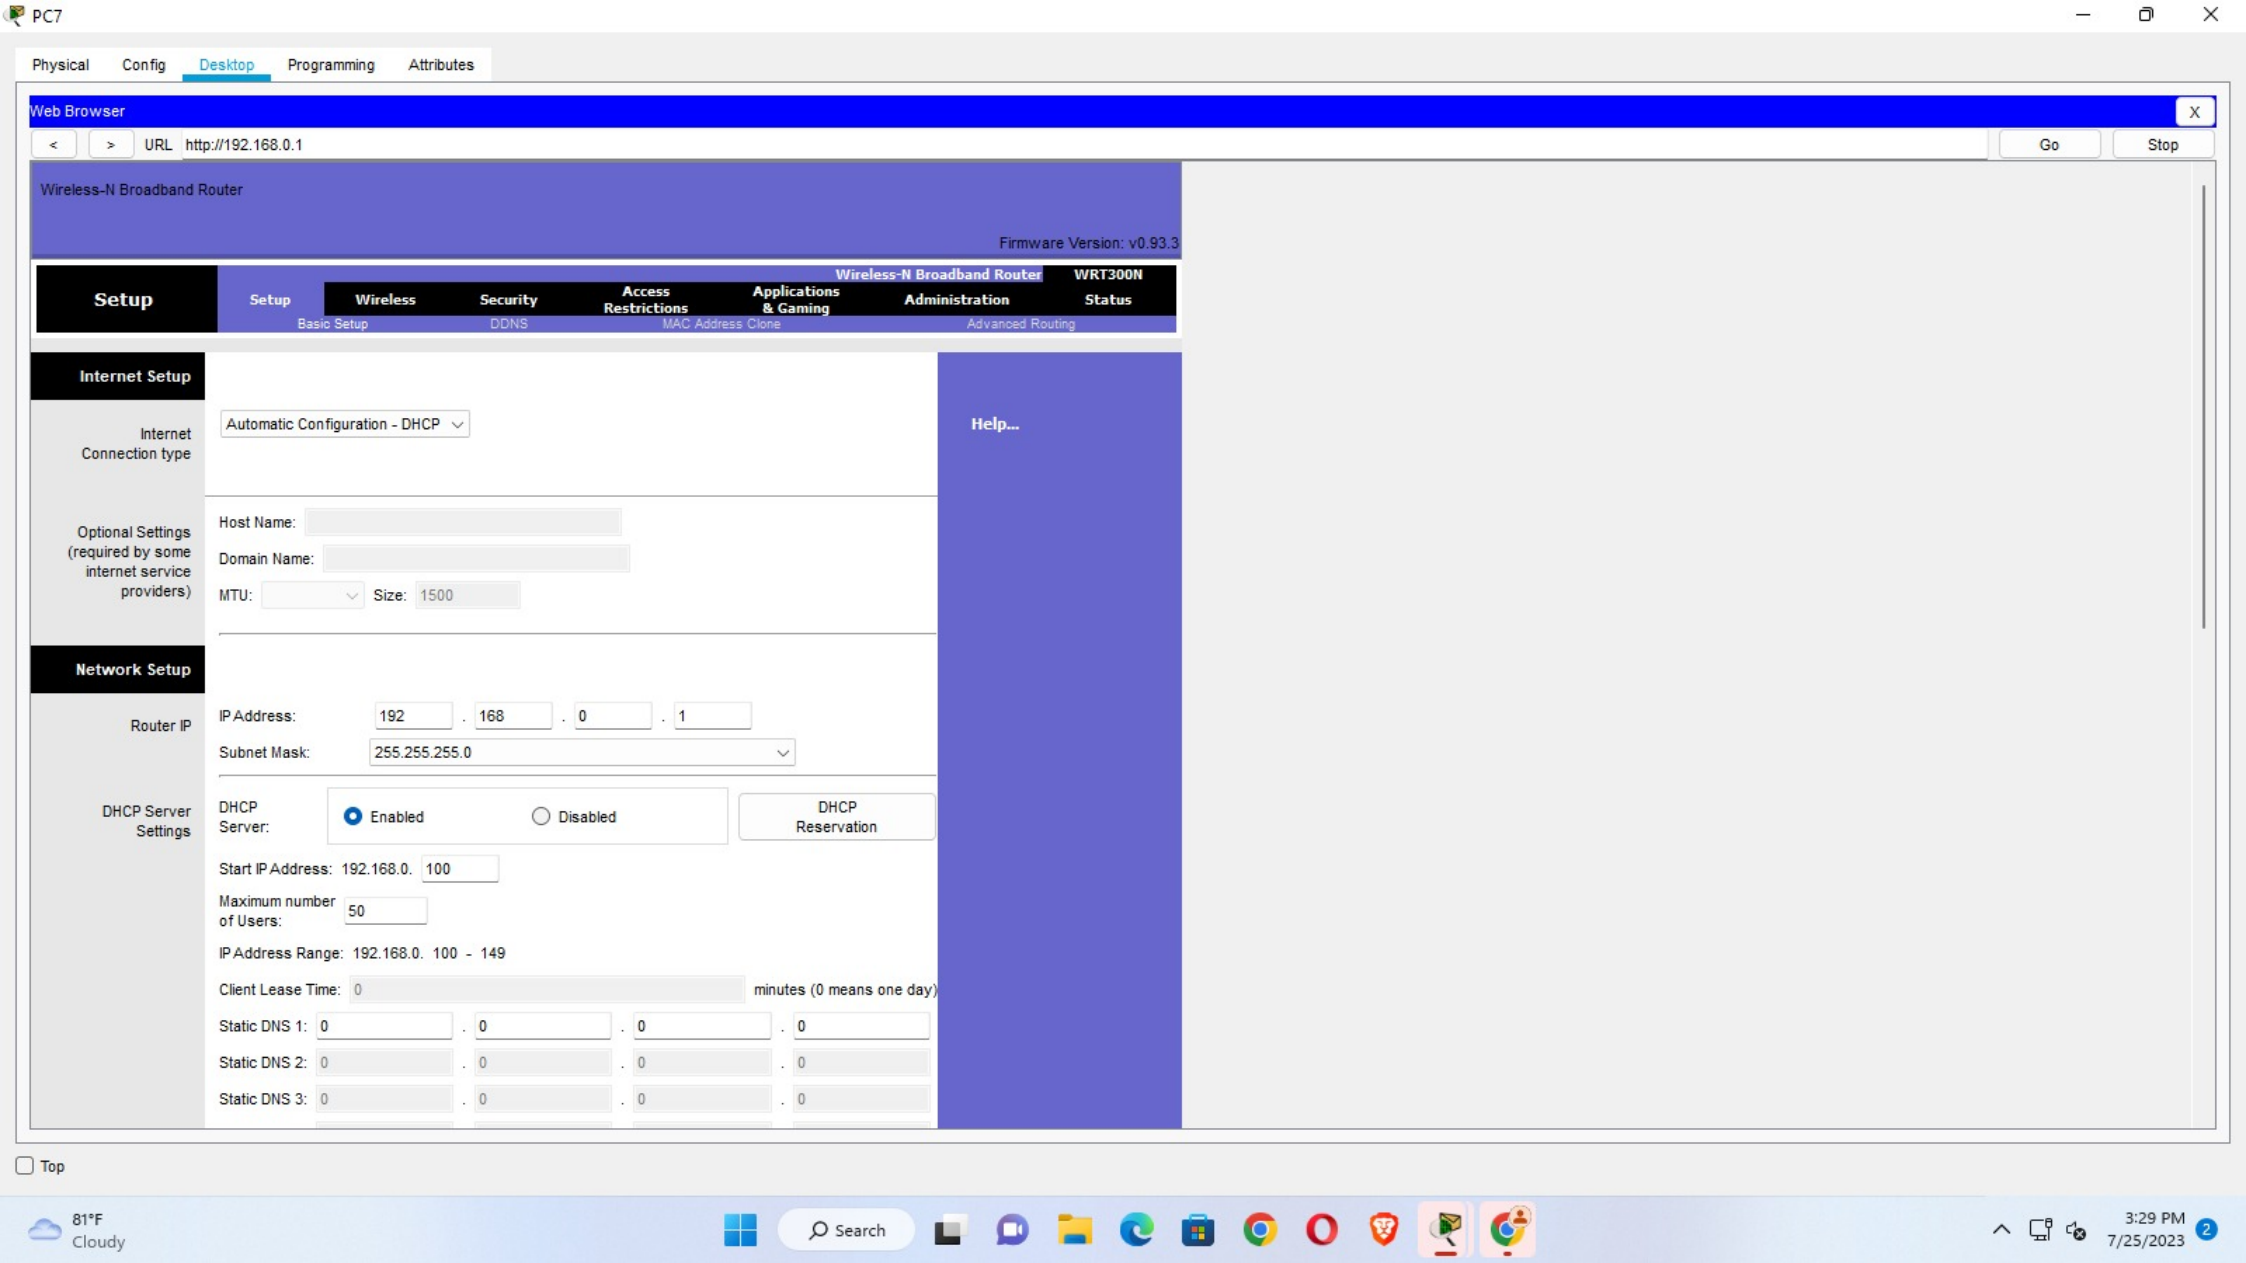 PC7
Physical Config Desktop Programming Attributes
Web Browser
X
< > URL http://192.168.0.1 Go Stop
Wireless-N Broadband Router
Firmware Version: v0.93.3
Wireless-N Broadband Router WRT300N
Setup Setup Wireless Security Access Restrictions Applications & Gaming Administration Status
Basic Setup DDNS MAC Address Clone Advanced Routing
Internet Setup
Internet
Connection type
Automatic Configuration - DHCP
Help...
Optional Settings
(required by some
internet service
providers)
Host Name:
Domain Name:
MTU: Size: 1500
Network Setup
Router IP
IP Address: 192 . 168 . 0 . 1
Subnet Mask: 255.255.255.0
DHCP Server
Settings
DHCP
Server:
Enabled Disabled
DHCP
Reservation
Start IP Address: 192.168.0. 100
Maximum number
of Users:
50
IP Address Range: 192.168.0. 100 - 149
Client Lease Time: 0 minutes (0 means one day)
Static DNS 1: 0 . 0 . 0 . 0
Static DNS 2: 0 . 0 . 0 . 0
Static DNS 3: 0 . 0 . 0 . 0
Top
81°F
Cloudy
Search
3:29 PM
7/25/2023
2